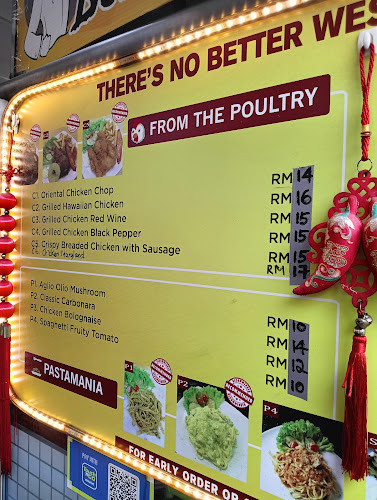 THERE'S NO BETTER WES
FROM THE POULTRY
C1. Oriental Chicken Chop RM 14
C2. Grilled Hawaiian Chicken RM 16
C3. Grilled Chicken Red Wine RM 15
C4. Grilled Chicken Black Pepper RM 15
C5. Crispy Breaded Chicken with Sausage RM 15
RM 17
P1. Aglio Olio Mushroom RM 10
P2. Classic Carbonara RM 14
P3. Chicken Bolognaise RM 12
P4. Spaghetti Fruity Tomato RM 10
PASTAMANIA
P1
P2
P4
FOR EARLY ORDER OR
PAY